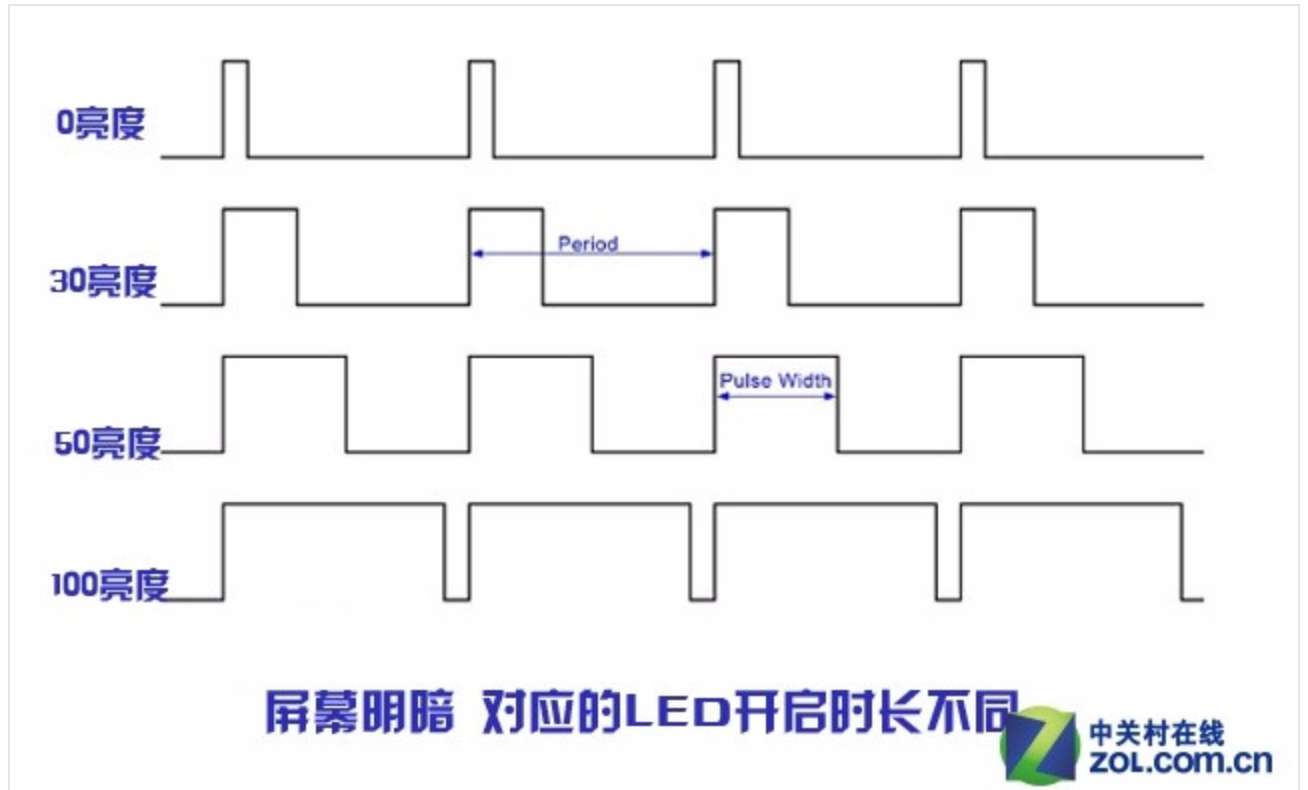 0亮度
30亮度
Period
50亮度
Pulse Width
100亮度
屏幕明暗 对应的LED开启时长不同
中关村在线
ZOL.com.cn